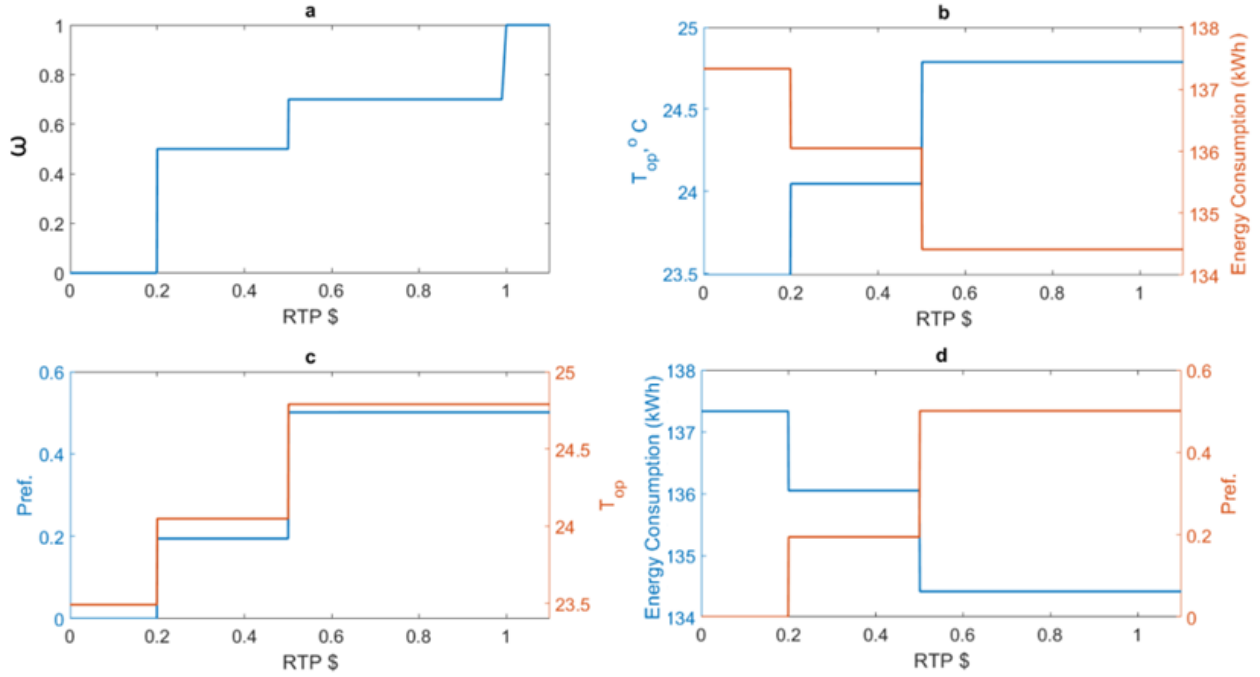 a
1
0.8
0.6
0.4
0.2
0
ω
0 0.2 0.4 0.6 0.8 1
RTP $
b
25
24.5
24
23.5
T_op, °C
138
137
136
135
134
Energy Consumption (kWh)
0 0.2 0.4 0.6 0.8 1
RTP $
c
0.6
0.4
0.2
0
Pref.
25
24.5
24
23.5
T_op
0 0.2 0.4 0.6 0.8 1
RTP $
d
138
137
136
135
134
Energy Consumption (kWh)
0.6
0.4
0.2
0
Pref.
0 0.2 0.4 0.6 0.8 1
RTP $